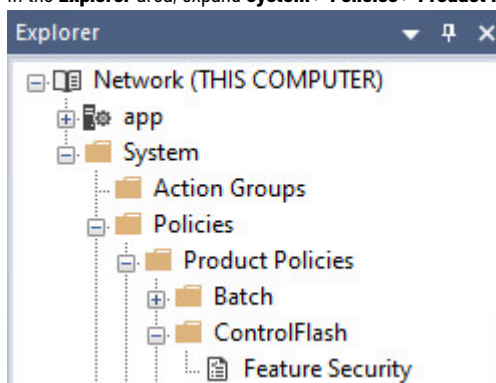 In the Explorer area, expand System > Policies > Product
Explorer
Network (THIS COMPUTER)
app
System
Action Groups
Policies
Product Policies
Batch
ControlFlash
Feature Security